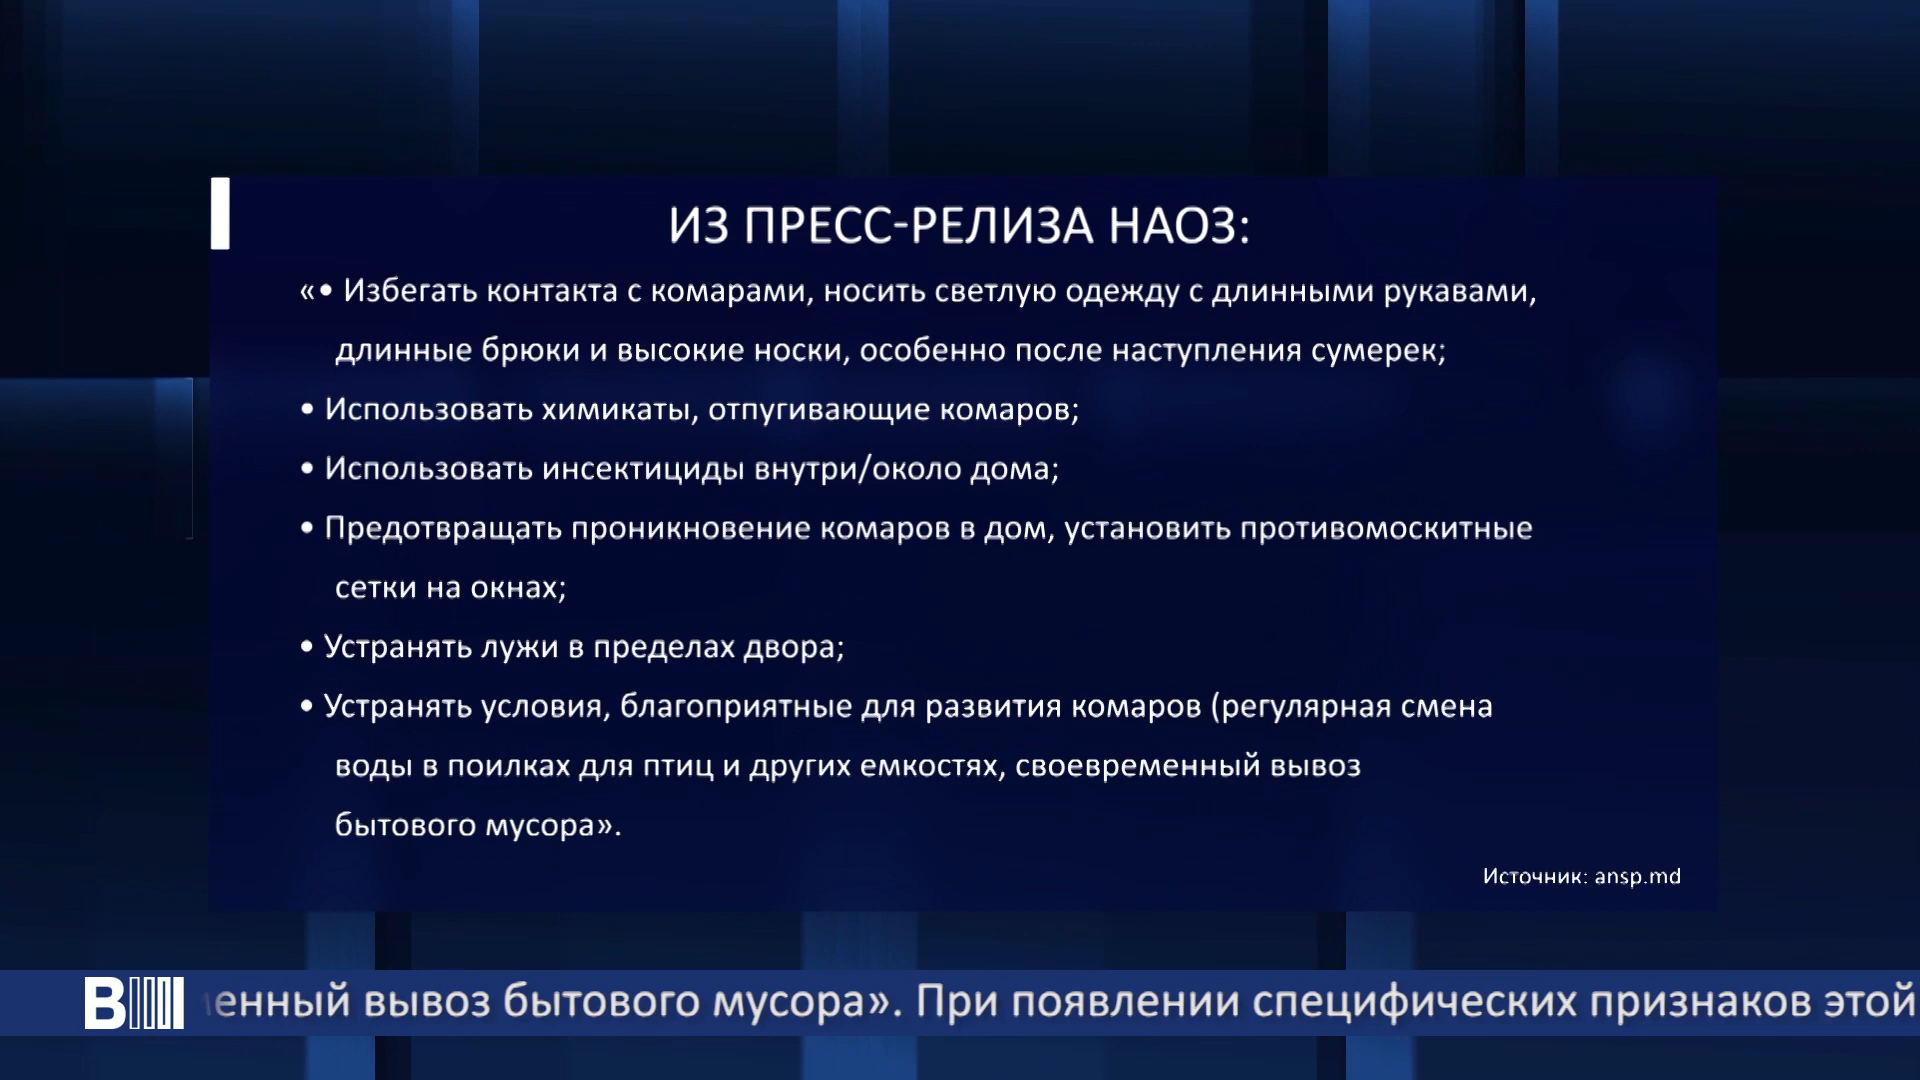 ИЗ ПРЕСС-РЕЛИЗА НАОЗ:
«• Избегать контакта с комарами, носить светлую одежду с длинными рукавами,
длинные брюки и высокие носки, особенно после наступления сумерек;
• Использовать химикаты, отпугивающие комаров;
• Использовать инсектициды внутри/около дома;
• Предотвращать проникновение комаров в дом, установить противомоскитные
сетки на окнах;
• Устранять лужи в пределах двора;
• Устранять условия, благоприятные для развития комаров (регулярная смена
воды в поилках для птиц и других емкостях, своевременный вывоз
бытового мусора».
Источник: ansp.md
В енный вывоз бытового мусора». При появлении специфических признаков этой